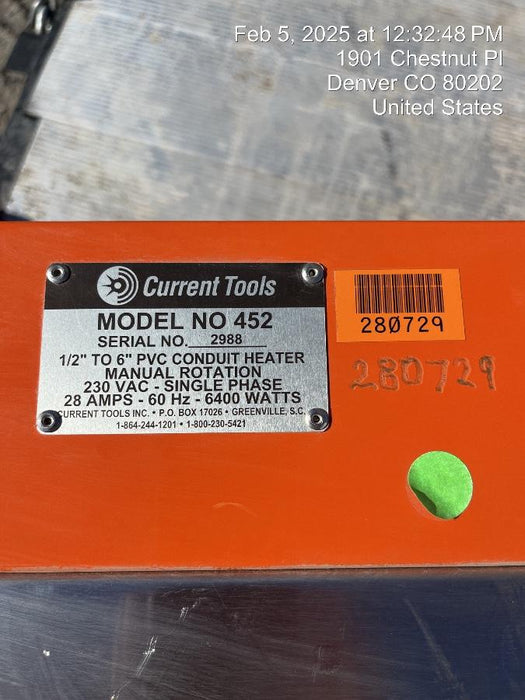 Feb 5, 2025 at 12:32:48 PM
1901 Chestnut Pl
Denver CO 80202
United States
Current Tools
MODEL NO 452
SERIAL NO. 2988
1/2" TO 6" PVC CONDUIT HEATER
MANUAL ROTATION
230 VAC - SINGLE PHASE
28 AMPS - 60 Hz - 6400 WATTS
CURRENT TOOLS INC. • P.O. BOX 17026 • GREENVILLE, S.C.
1-864-244-1201 • 1-800-230-5421
280729
280729